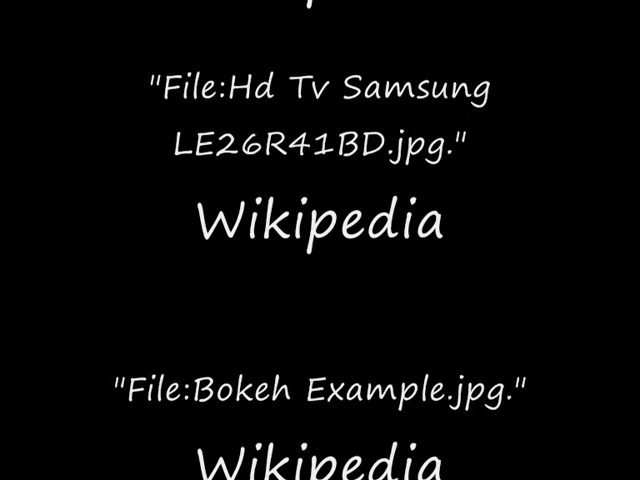 "File:Hd Tv Samsung
LE26R41BD.jpg."
Wikipedia
"File:Bokeh Example.jpg."
Wikipedia